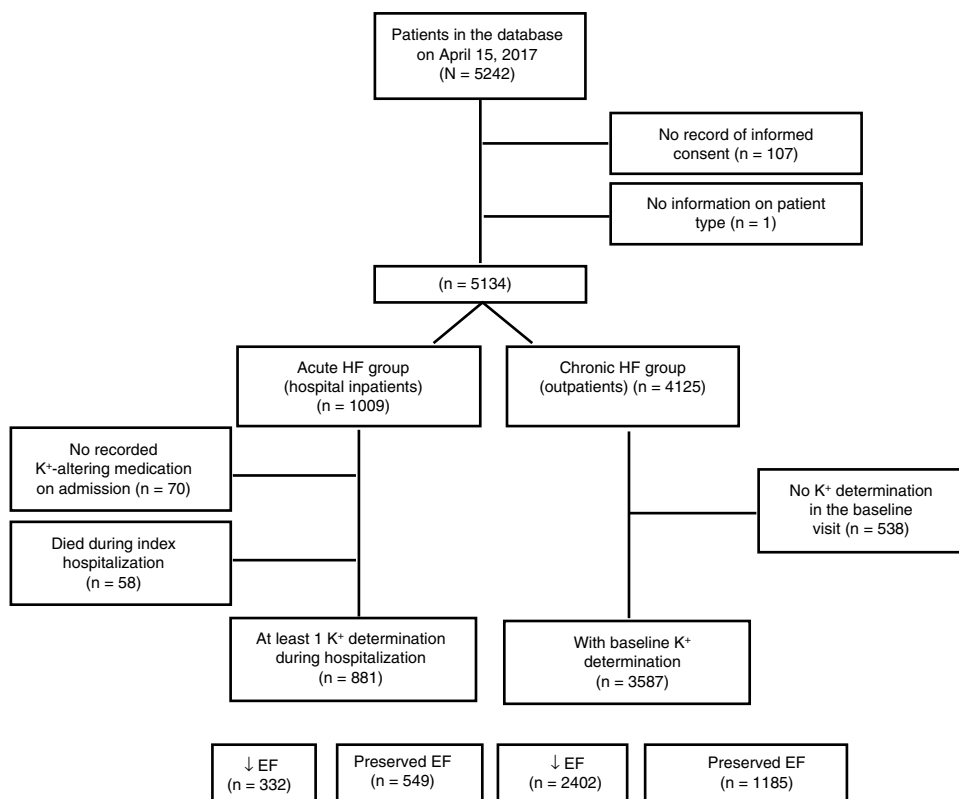 Patients in the database
on April 15, 2017
(N = 5242)
No record of informed
consent (n = 107)
No information on patient
type (n = 1)
(n = 5134)
Acute HF group
(hospital inpatients)
(n = 1009)
Chronic HF group
(outpatients) (n = 4125)
No recorded
K⁺-altering medication
on admission (n = 70)
No K⁺ determination
in the baseline
visit (n = 538)
Died during index
hospitalization
(n = 58)
At least 1 K⁺ determination
during hospitalization
(n = 881)
With baseline K⁺
determination
(n = 3587)
↓ EF
(n = 332)
Preserved EF
(n = 549)
↓ EF
(n = 2402)
Preserved EF
(n = 1185)